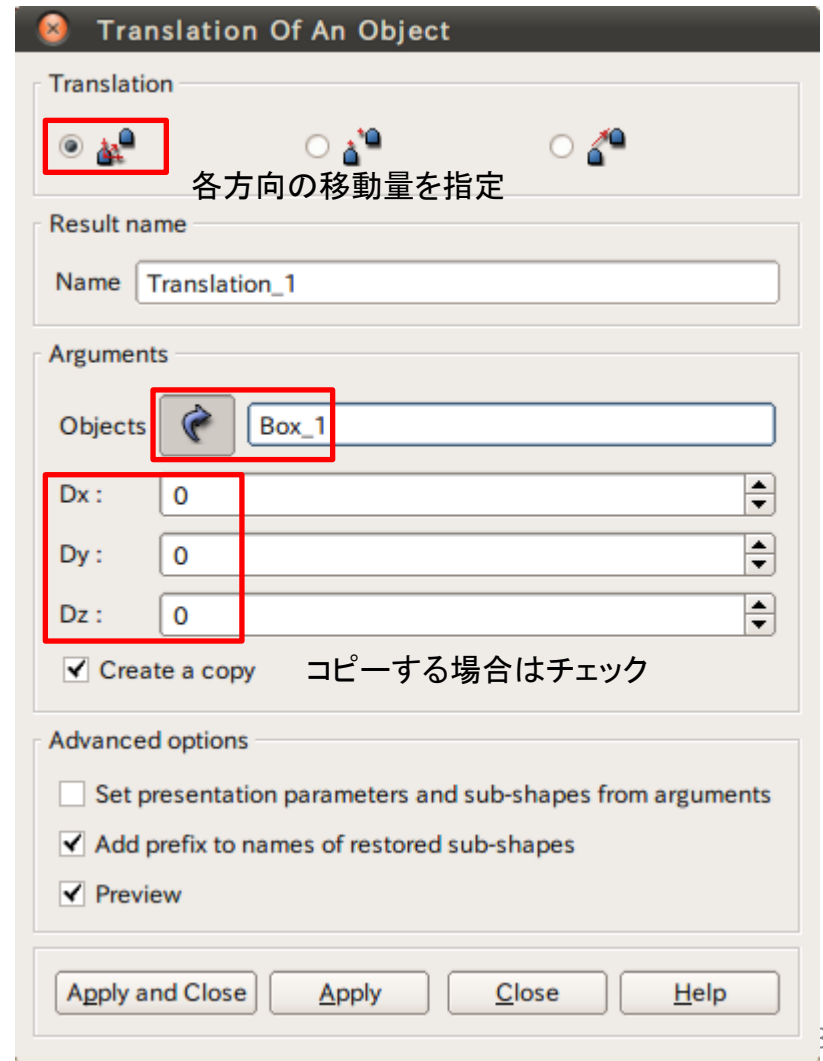 Translation Of An Object
Translation
各方向の移動量を指定
Result name
Name Translation_1
Arguments
Objects Box_1
Dx : 0
Dy : 0
Dz : 0
Create a copy コピーする場合はチェック
Advanced options
Set presentation parameters and sub-shapes from arguments
Add prefix to names of restored sub-shapes
Preview
Apply and Close Apply Close Help